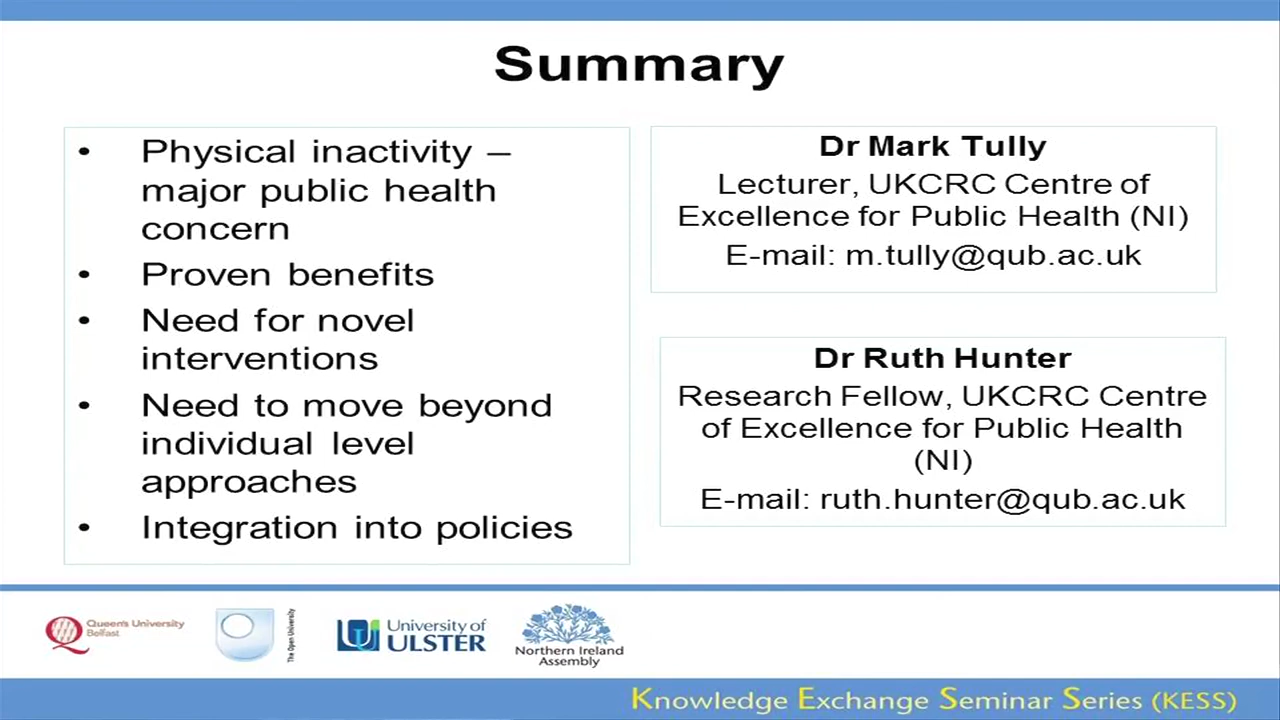 Summary
• Physical inactivity –
major public health
concern
• Proven benefits
• Need for novel
interventions
• Need to move beyond
individual level
approaches
• Integration into policies
Dr Mark Tully
Lecturer, UKCRC Centre of
Excellence for Public Health (NI)
E-mail: m.tully@qub.ac.uk
Dr Ruth Hunter
Research Fellow, UKCRC Centre
of Excellence for Public Health
(NI)
E-mail: ruth.hunter@qub.ac.uk
Queen's University
Belfast
The Open University
University of
ULSTER
Northern Ireland
Assembly
Knowledge Exchange Seminar Series (KESS)